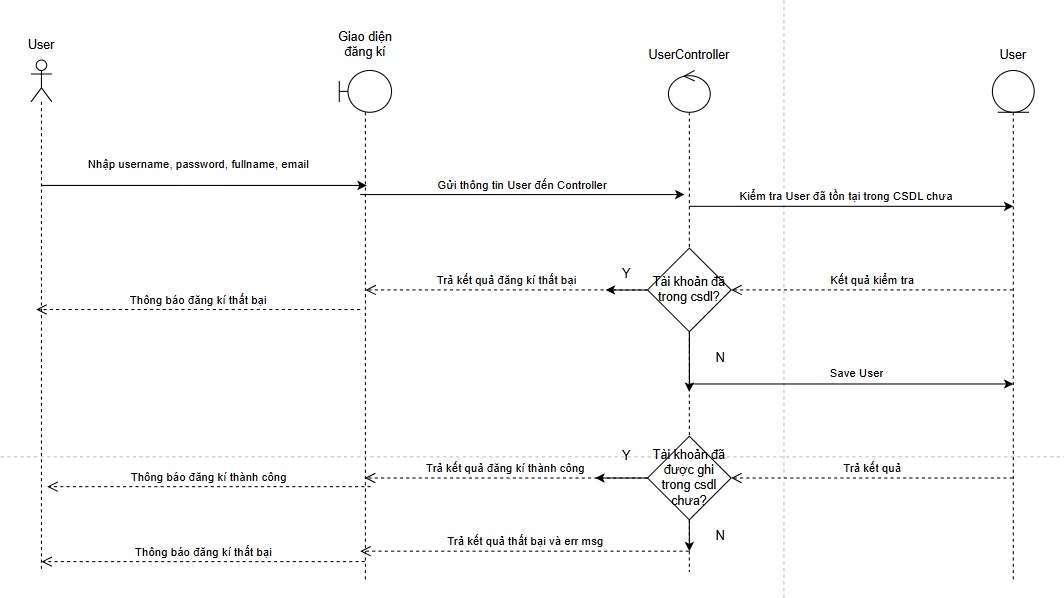 User
Giao diện
đăng kí
UserController
User
Nhập username, password, fullname, email
Gửi thông tin User đến Controller
Kiểm tra User đã tồn tại trong CSDL chưa
Y
Trả kết quả đăng kí thất bại
Tài khoản đã
trong csdl?
Kết quả kiểm tra
Thông báo đăng kí thất bại
N
Save User
Y
Tài khoản đã
được ghi
trong csdl
chưa?
Trả kết quả đăng kí thành công
Trả kết quả
Thông báo đăng kí thành công
N
Trả kết quả thất bại và err msg
Thông báo đăng kí thất bại